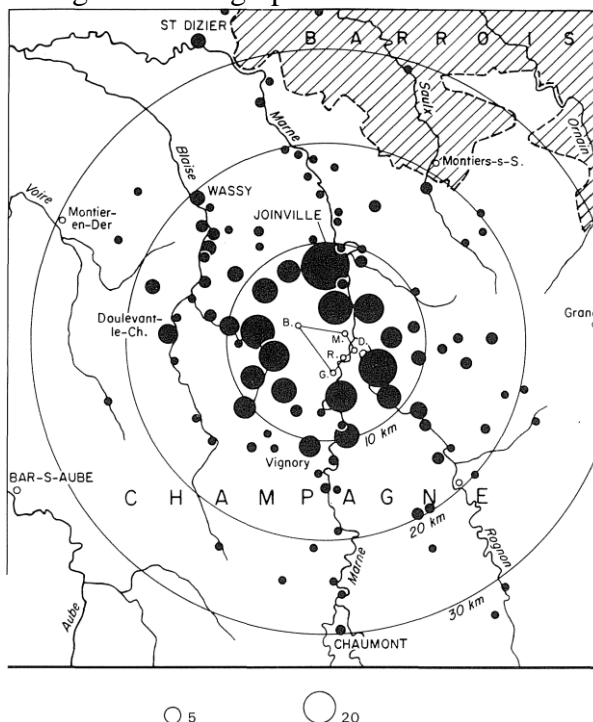 ST DIZIER
B A R R O I S
Marne
Saulx
Ornain
Blaise
Montiers-s-S.
Voire
WASSY
Montier-
en-Der
JOINVILLE
Doulevant-
le-Ch.
B.
M.
D.
R.
G.
10 km
Vignory
BAR-S-AUBE
C H A M P A G N E
20 km
Rognon
Marne
30 km
Aube
CHAUMONT
5
20